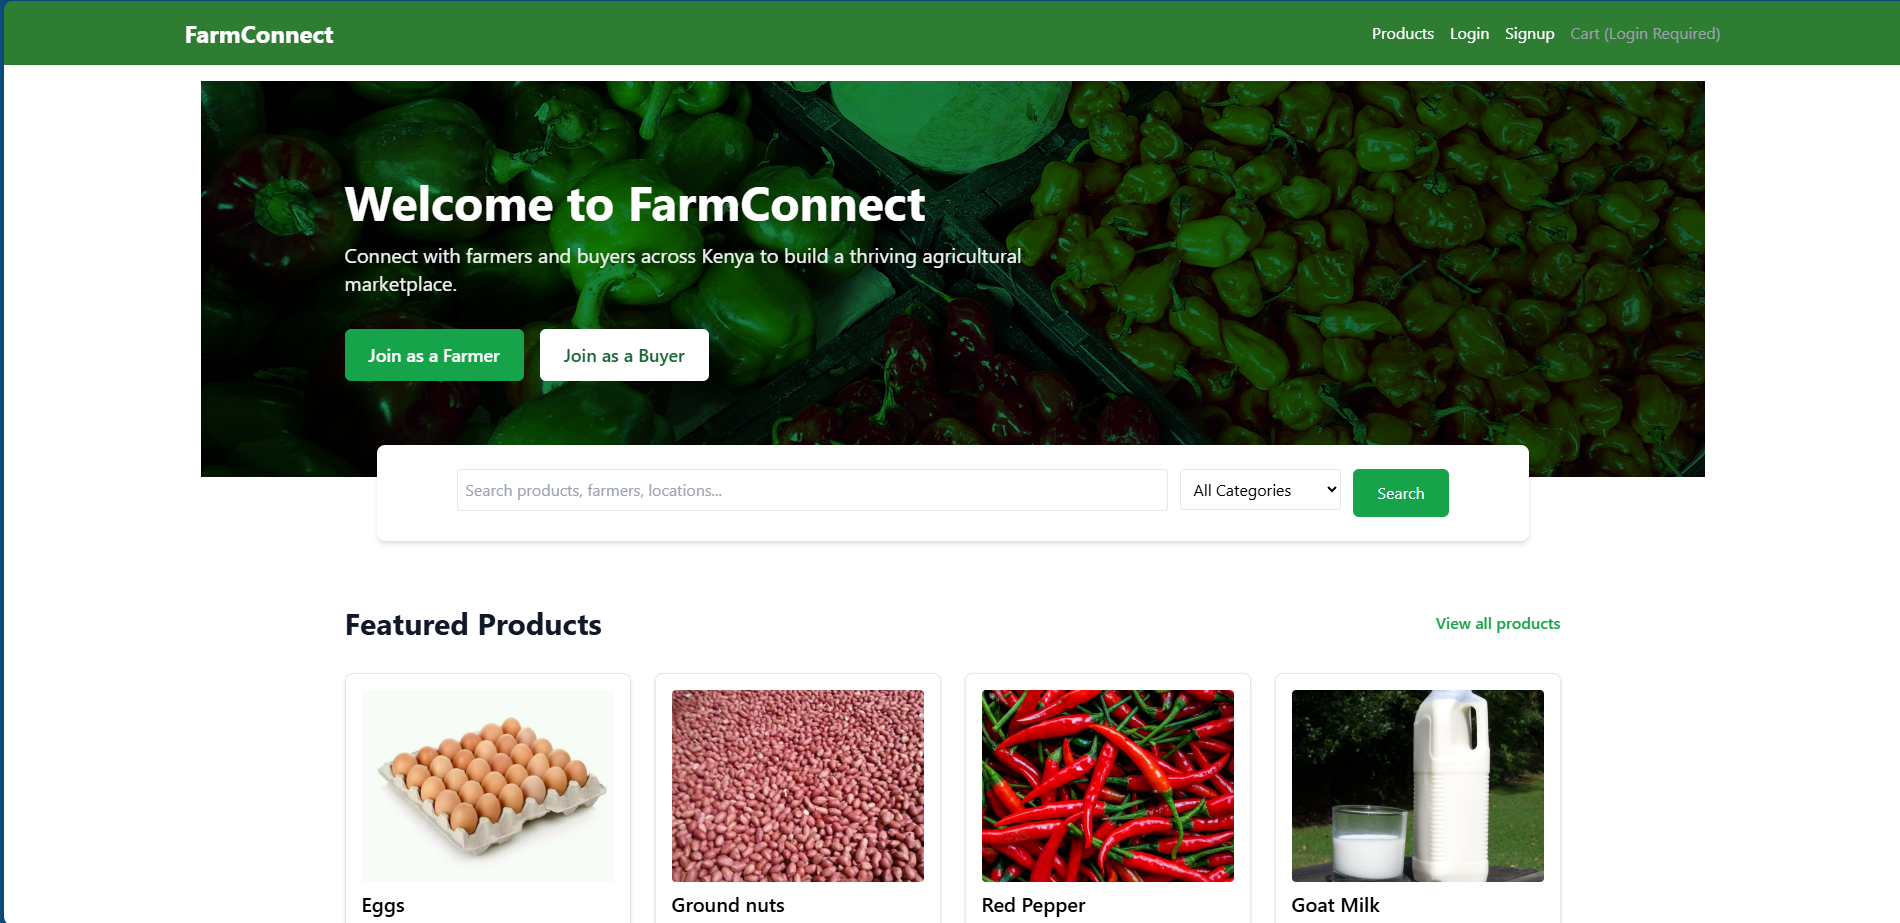 FarmConnect
Products Login Signup Cart (Login Required)
Welcome to FarmConnect
Connect with farmers and buyers across Kenya to build a thriving agricultural
marketplace.
Join as a Farmer Join as a Buyer
Search products, farmers, locations... All Categories Search
Featured Products
View all products
Eggs
Ground nuts
Red Pepper
Goat Milk